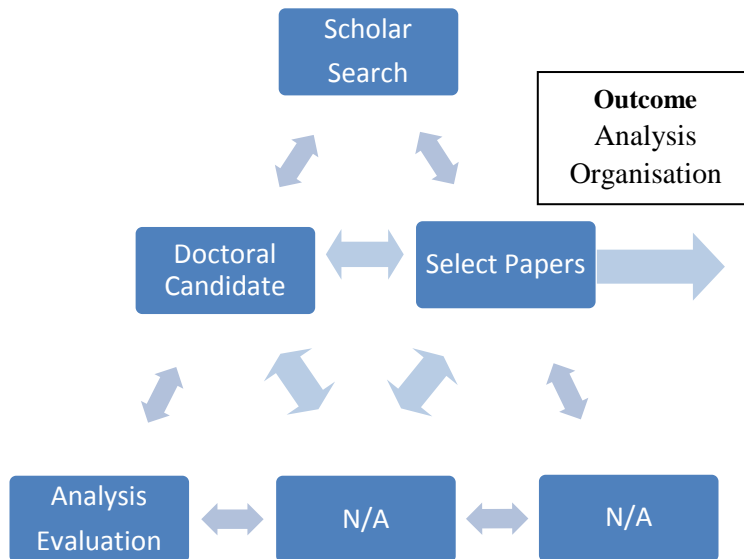 Scholar
Search
Outcome
Analysis
Organisation
Doctoral
Candidate
Select Papers
Analysis
Evaluation
N/A
N/A